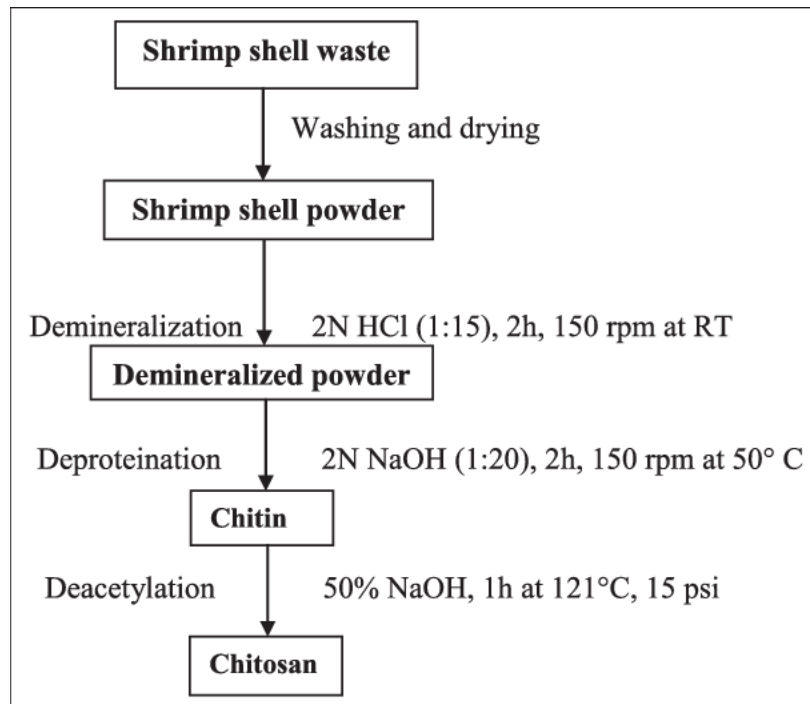 Shrimp shell waste
Washing and drying
Shrimp shell powder
Demineralization 2N HCl (1:15), 2h, 150 rpm at RT
Demineralized powder
Deproteination 2N NaOH (1:20), 2h, 150 rpm at 50° C
Chitin
Deacetylation 50% NaOH, 1h at 121°C, 15 psi
Chitosan